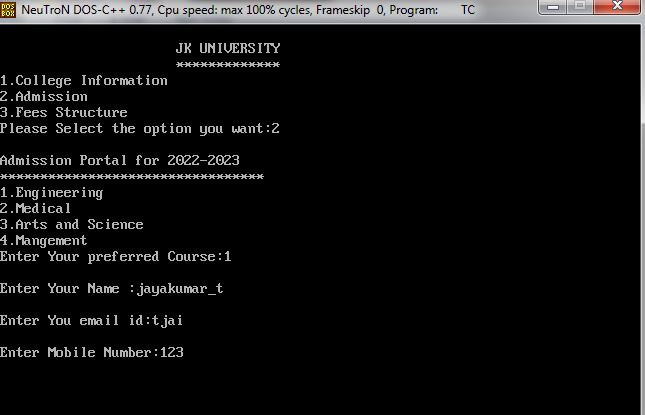 DOS BOX NeuTroN DOS-C++ 0.77, Cpu speed: max 100% cycles, Frameskip 0, Program: TC
JK UNIVERSITY
*************
1.College Information
2.Admission
3.Fees Structure
Please Select the option you want:2
Admission Portal for 2022-2023
*********************************
1.Engineering
2.Medical
3.Arts and Science
4.Mangement
Enter Your preferred Course:1
Enter Your Name :jayakumar_t
Enter You email id:tjai
Enter Mobile Number:123